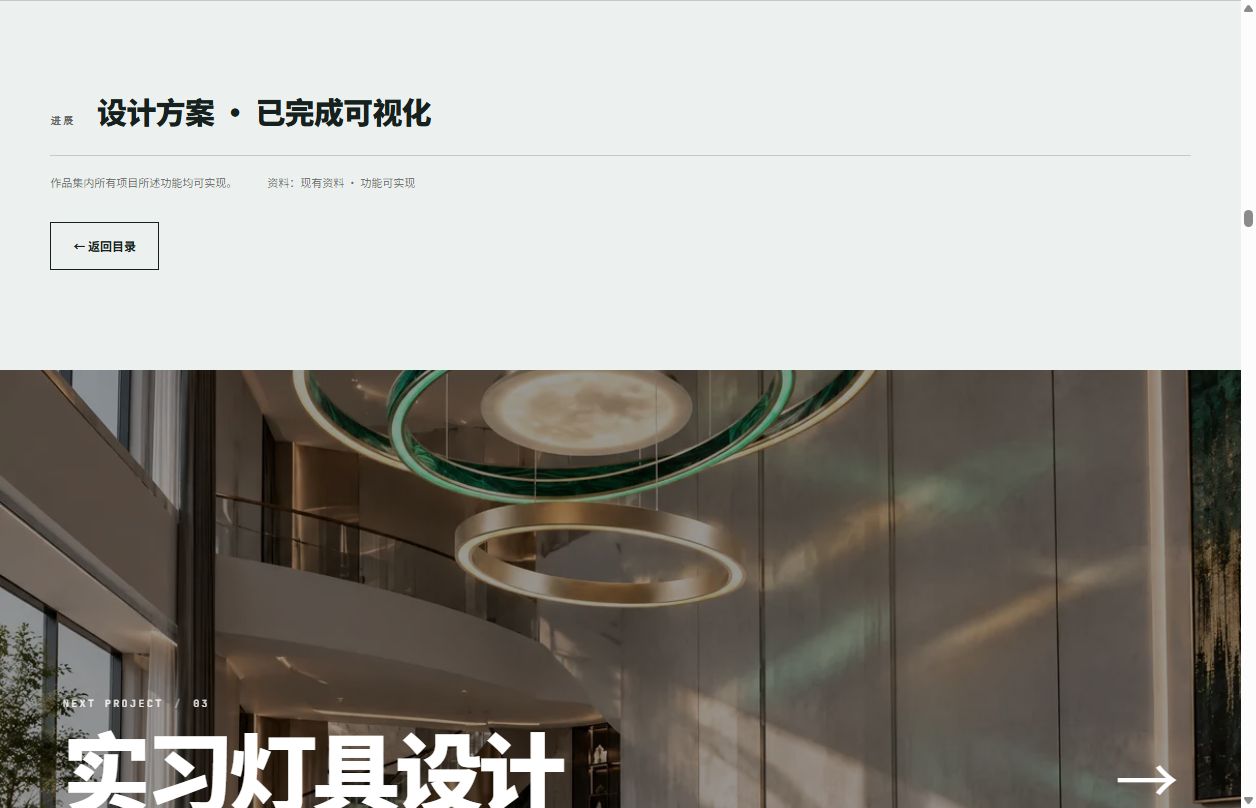 进展 设计方案 · 已完成可视化
作品集内所有项目所述功能均可实现。 资料：现有资料 · 功能可实现
← 返回目录
NEXT PROJECT / 03
实习灯具设计
→